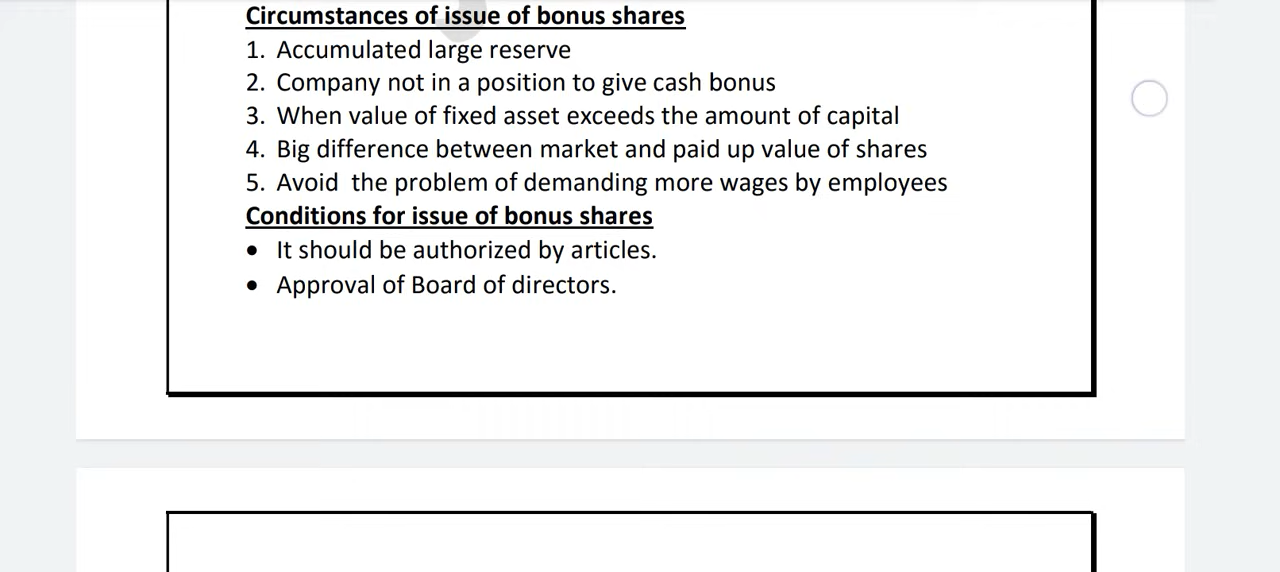 Circumstances of issue of bonus shares
1. Accumulated large reserve
2. Company not in a position to give cash bonus
3. When value of fixed asset exceeds the amount of capital
4. Big difference between market and paid up value of shares
5. Avoid  the problem of demanding more wages by employees
Conditions for issue of bonus shares
• It should be authorized by articles.
• Approval of Board of directors.